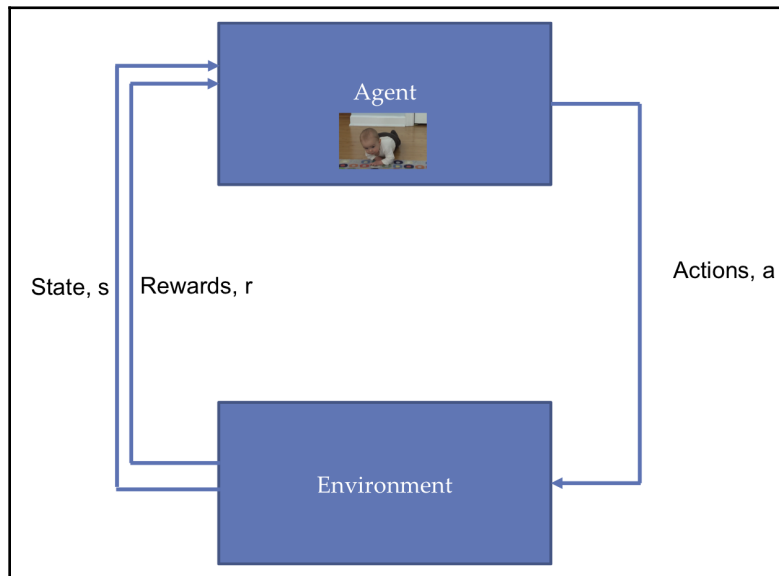 Agent
State, s
Rewards, r
Actions, a
Environment